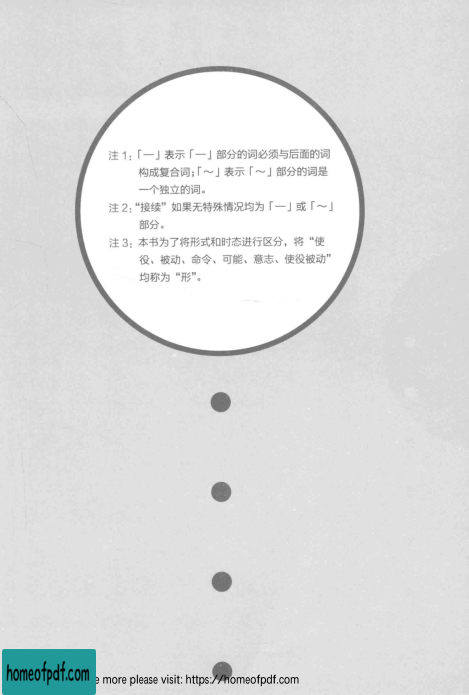 注 1：「—」表示「—」部分的词必须与后面的词
构成复合词；「～」表示「～」部分的词是
一个独立的词。
注 2：“接续”如果无特殊情况均为「—」或「～」
部分。
注 3：本书为了将形式和时态进行区分，将“使
役、被动、命令、可能、意志、使役被动”
均称为“形”。
homeofpdf.com
e more please visit: https://homeofpdf.com